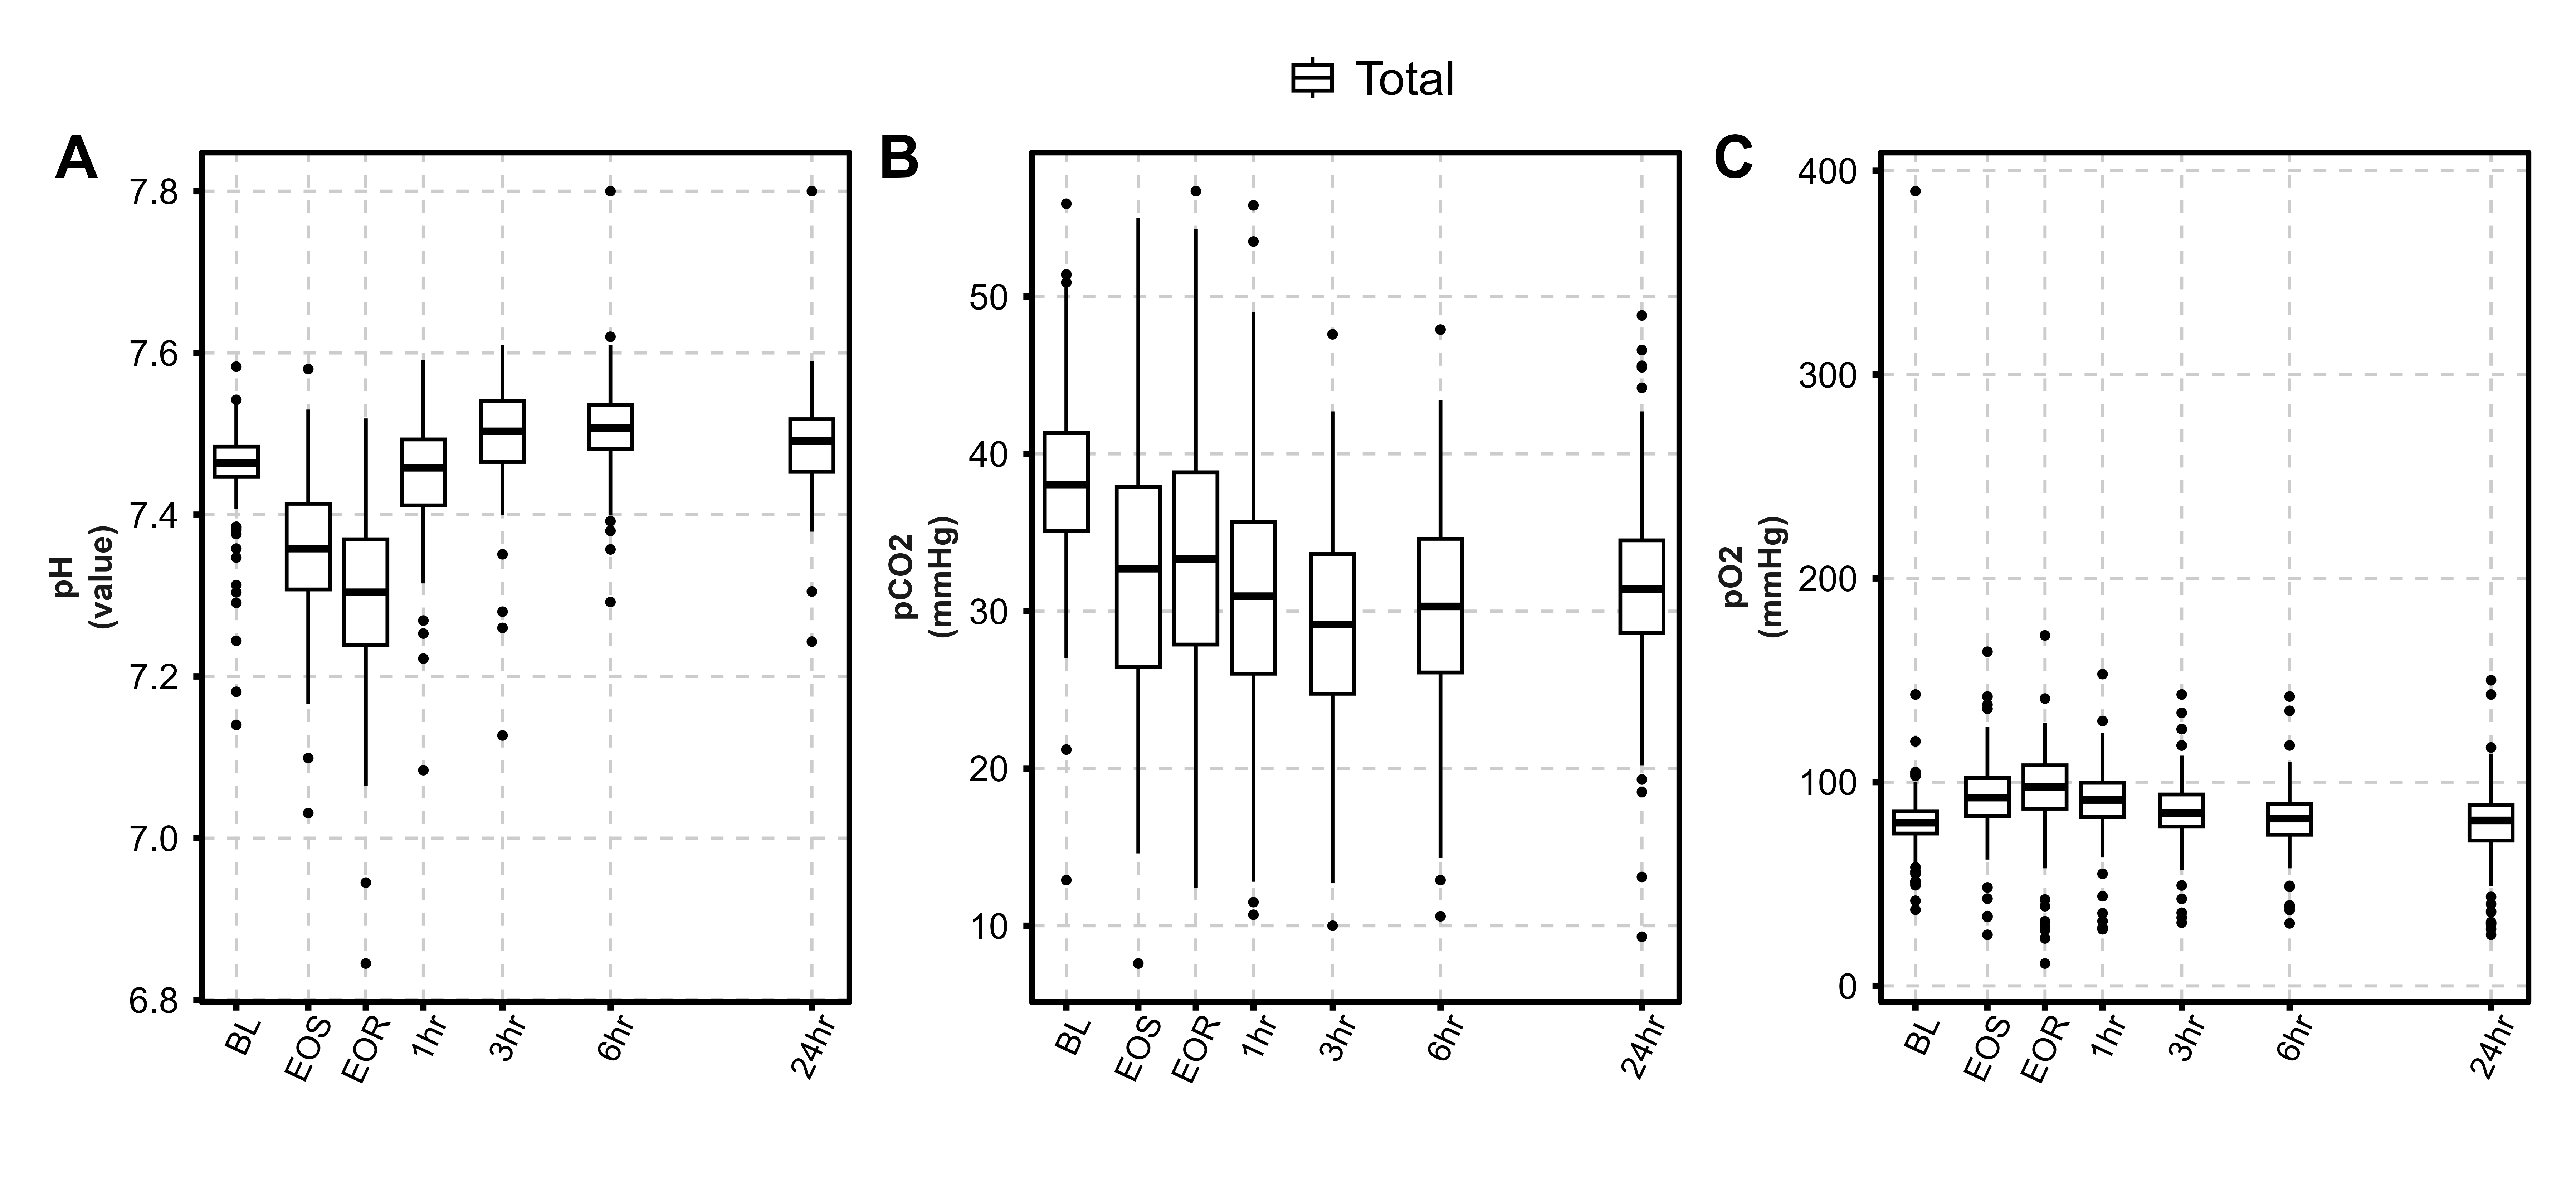 Total
A
7.8
7.6
7.4
7.2
7.0
6.8
pH
(value)
BL
EOS
EOR
1hr
3hr
6hr
24hr
B
50
40
30
20
10
pCO2
(mmHg)
BL
EOS
EOR
1hr
3hr
6hr
24hr
C
400
300
200
100
0
pO2
(mmHg)
BL
EOS
EOR
1hr
3hr
6hr
24hr